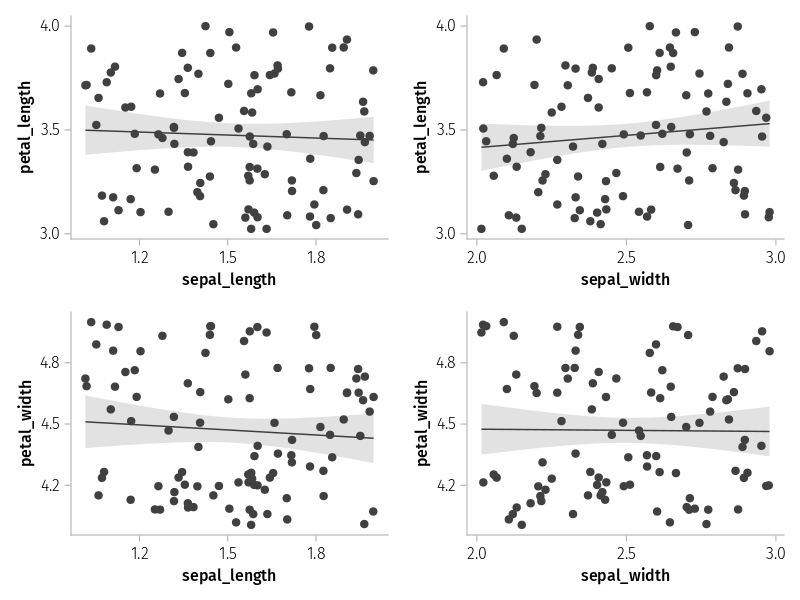 4.0
3.5
3.0
petal_length
1.2 1.5 1.8
sepal_length
4.0
3.5
3.0
petal_length
2.0 2.5 3.0
sepal_width
4.8
4.5
4.2
petal_width
1.2 1.5 1.8
sepal_length
4.8
4.5
4.2
petal_width
2.0 2.5 3.0
sepal_width